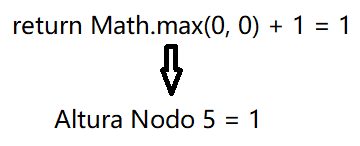 return Math.max(0, 0) + 1 = 1
Altura Nodo 5 = 1